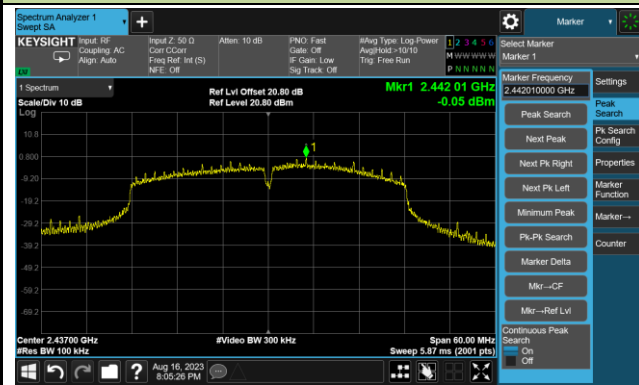 Spectrum Analyzer 1
Swept SA
+
Marker
KEYSIGHT
Input: RF
Coupling: AC
Align: Auto
Input Z: 50 Ω
Corr CCorr
Freq Ref: Int (S)
NFE: Off
Atten: 10 dB
PNO: Fast
Gate: Off
IF Gain: Low
Sig Track: Off
#Avg Type: Log-Power
Avg|Hold:>10/10
Trig: Free Run
1 2 3 4 5 6
M W W W W W
P N N N N N
Select Marker
Marker 1
1 Spectrum
Scale/Div 10 dB
Log
Ref Lvl Offset 20.80 dB
Ref Level 20.80 dBm
Mkr1 2.442 01 GHz
-0.05 dBm
10.8
0.800
-9.20
-19.2
-29.2
-39.2
-49.2
-59.2
-69.2
1
Center 2.43700 GHz
#Res BW 100 kHz
#Video BW 300 kHz
Span 60.00 MHz
Sweep 5.87 ms (2001 pts)
Marker Frequency
2.442010000 GHz
Peak Search
Next Peak
Next Pk Right
Next Pk Left
Minimum Peak
Pk-Pk Search
Marker Delta
Mkr→CF
Mkr→Ref Lvl
Continuous Peak
Search
On
Off
Settings
Peak
Search
Pk Search
Config
Properties
Marker
Function
Marker→
Counter
?
Aug 16, 2023
8:05:26 PM